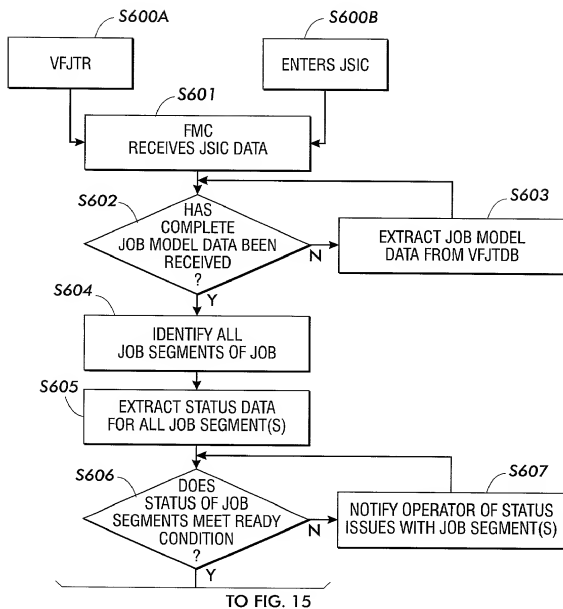 S600A
S600B
VFJTR
ENTERS JSIC
S601
FMC
RECEIVES JSIC DATA
S602
HAS
COMPLETE
JOB MODEL DATA BEEN
RECEIVED
?
N
Y
S603
EXTRACT JOB MODEL
DATA FROM VFJTDB
S604
IDENTIFY ALL
JOB SEGMENTS OF JOB
S605
EXTRACT STATUS DATA
FOR ALL JOB SEGMENT(S)
S606
DOES
STATUS OF JOB
SEGMENTS MEET READY
CONDITION
?
N
Y
S607
NOTIFY OPERATOR OF STATUS
ISSUES WITH JOB SEGMENT(S)
TO FIG. 15